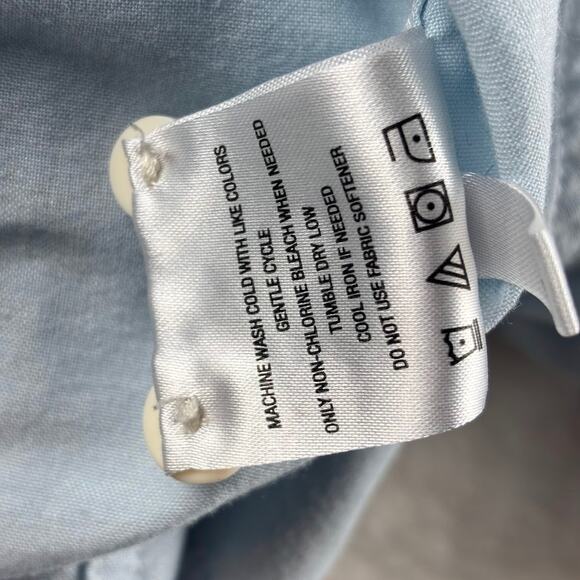 MACHINE WASH COLD WITH LIKE COLORS
GENTLE CYCLE
ONLY NON-CHLORINE BLEACH WHEN NEEDED
TUMBLE DRY LOW
COOL IRON IF NEEDED
DO NOT USE FABRIC SOFTENER